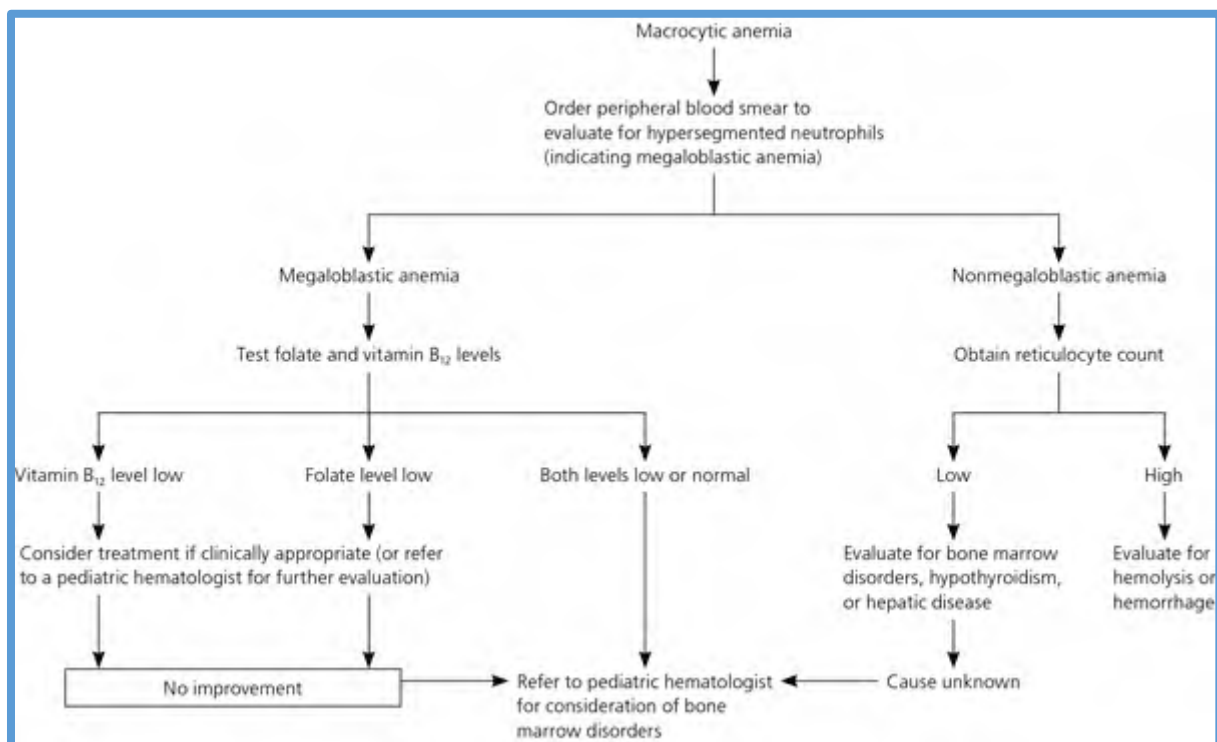 Macrocytic anemia
Order peripheral blood smear to
evaluate for hypersegmented neutrophils
(indicating megaloblastic anemia)
Megaloblastic anemia
Nonmegaloblastic anemia
Test folate and vitamin B₁₂ levels
Obtain reticulocyte count
Vitamin B₁₂ level low
Folate level low
Both levels low or normal
Low
High
Consider treatment if clinically appropriate (or refer
to a pediatric hematologist for further evaluation)
Evaluate for bone marrow
disorders, hypothyroidism,
or hepatic disease
Evaluate for
hemolysis or
hemorrhage
No improvement
Refer to pediatric hematologist
for consideration of bone
marrow disorders
Cause unknown